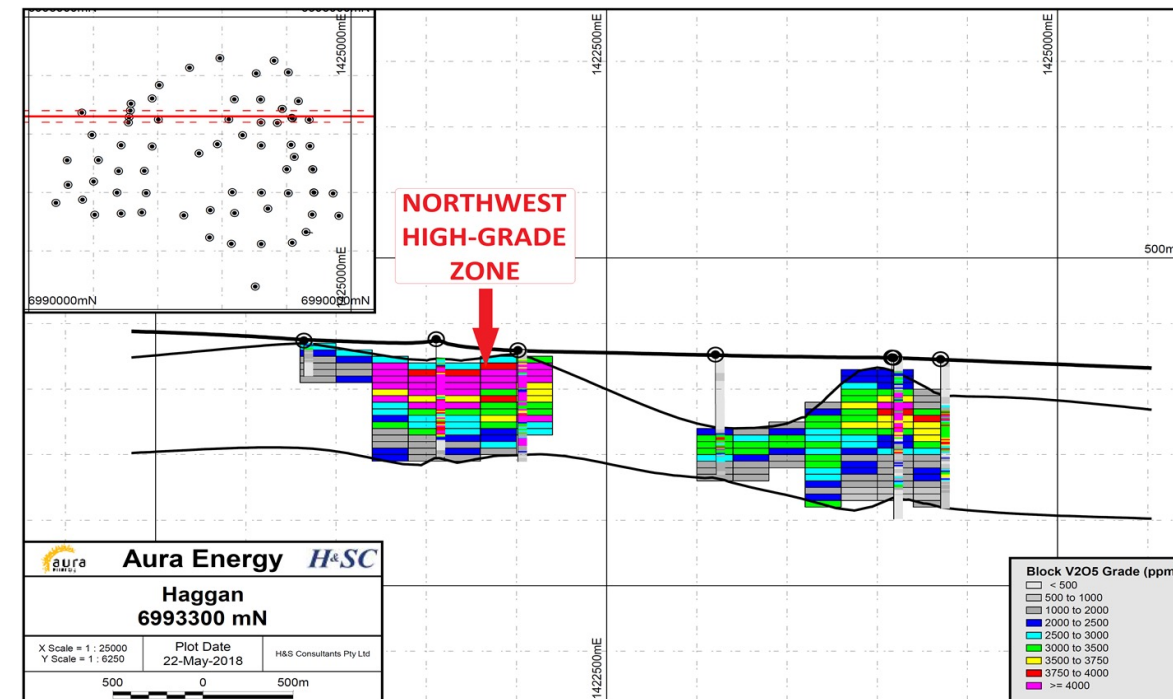 1425000mE
6990000mN
6990000mN
1425000mE
1422500mE
1425000mE
500m
NORTHWEST
HIGH-GRADE
ZONE
aura
Aura Energy
H&SC
Haggan
6993300 mN
X Scale = 1 : 25000
Y Scale = 1 : 6250
Plot Date
22-May-2018
H&S Consultants Pty Ltd
500
0
500m
1422500mE
Block V2O5 Grade (ppm
< 500
500 to 1000
1000 to 2000
2000 to 2500
2500 to 3000
3000 to 3500
3500 to 3750
3750 to 4000
>= 4000